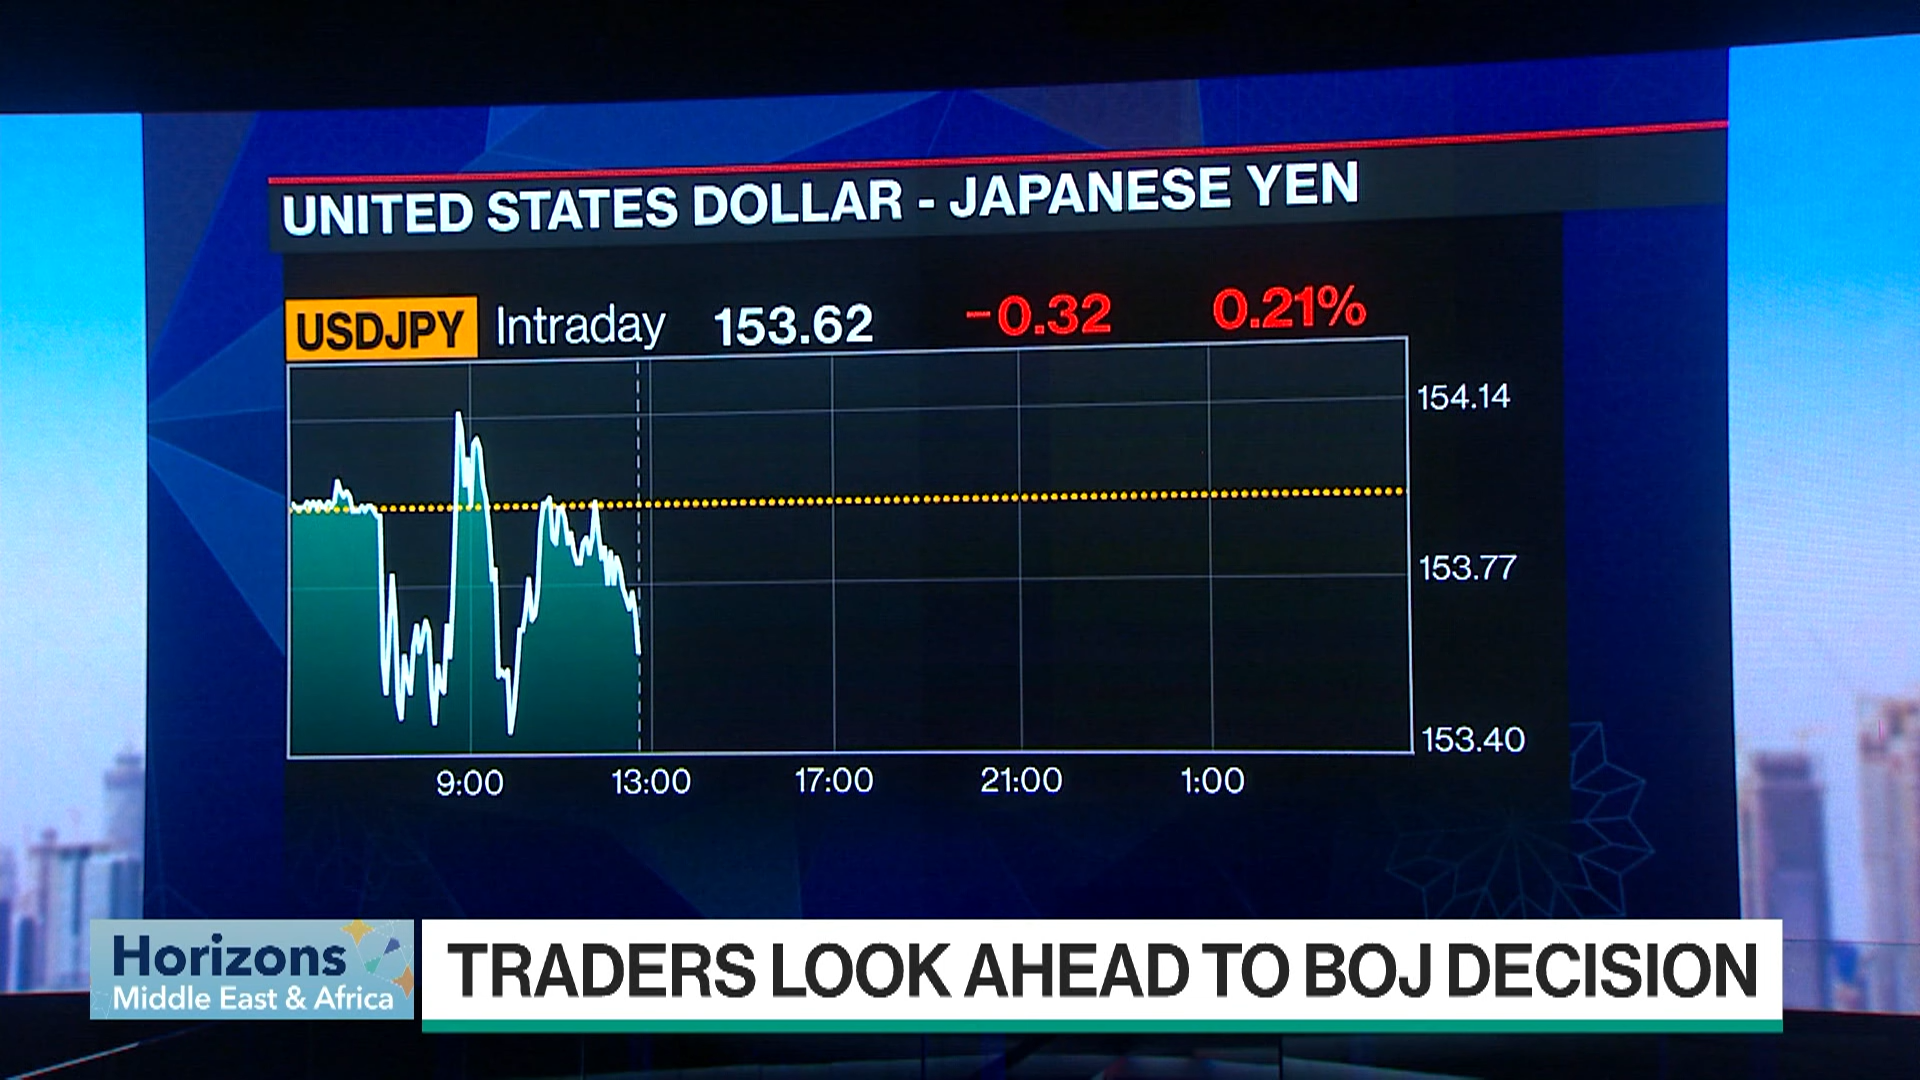 UNITED STATES DOLLAR - JAPANESE YEN
USDJPY Intraday 153.62 -0.32 0.21%
154.14
153.77
153.40
9:00 13:00 17:00 21:00 1:00
Horizons
Middle East & Africa
TRADERS LOOK AHEAD TO BOJ DECISION